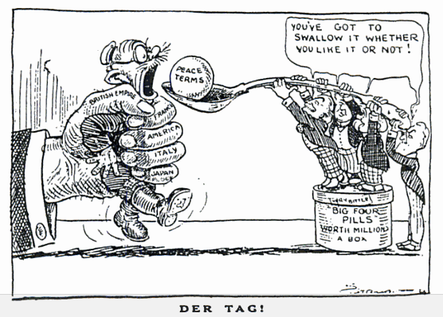 YOU'VE GOT TO
SWALLOW IT WHETHER
YOU LIKE IT OR NOT!
PEACE
TERMS
BRITISH EMPIRE
FRANCE
AMERICA
ITALY
JAPAN
"BIG FOUR
PILLS"
WORTH MILLIONS
A BOX
DER TAG!